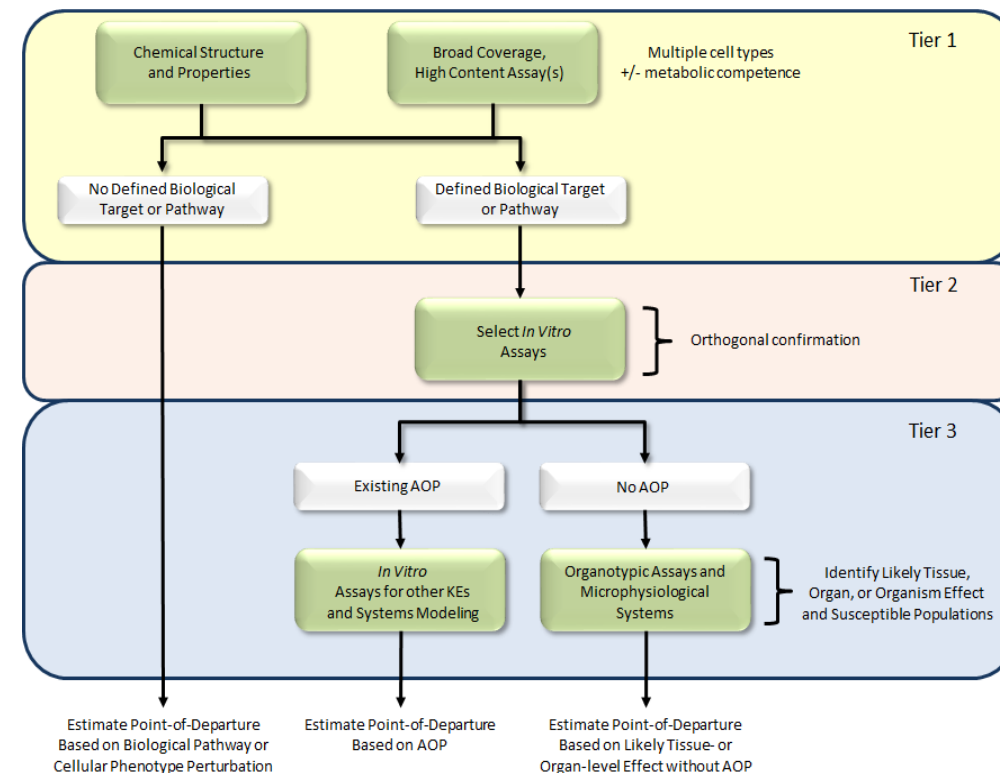 Tier 1
Chemical Structure
and Properties
Broad Coverage,
High Content Assay(s)
Multiple cell types
+/- metabolic competence
No Defined Biological
Target or Pathway
Defined Biological Target
or Pathway
Tier 2
Select In Vitro
Assays
Orthogonal confirmation
Tier 3
Existing AOP
No AOP
In Vitro
Assays for other KEs
and Systems Modeling
Organotypic Assays and
Microphysiological
Systems
Identify Likely Tissue,
Organ, or Organism Effect
and Susceptible Populations
Estimate Point-of-Departure
Based on Biological Pathway or
Cellular Phenotype Perturbation
Estimate Point-of-Departure
Based on AOP
Estimate Point-of-Departure
Based on Likely Tissue- or
Organ-level Effect without AOP